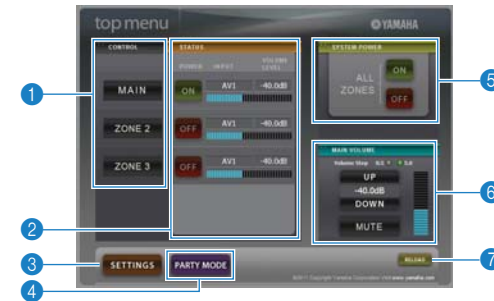 top menu
YAMAHA
CONTROL
STATUS
SYSTEM POWER
POWER INPUT VOLUME LEVEL
1
MAIN
ON AV1 -40.0dB
ALL ZONES
ON
OFF
5
ZONE 2
OFF AV1 -40.0dB
ZONE 3
OFF AV1 -40.0dB
MAIN VOLUME
Volume Step 0.5 5.0
UP
-40.0dB
DOWN
MUTE
6
2
3
SETTINGS
PARTY MODE
RELOAD
7
4